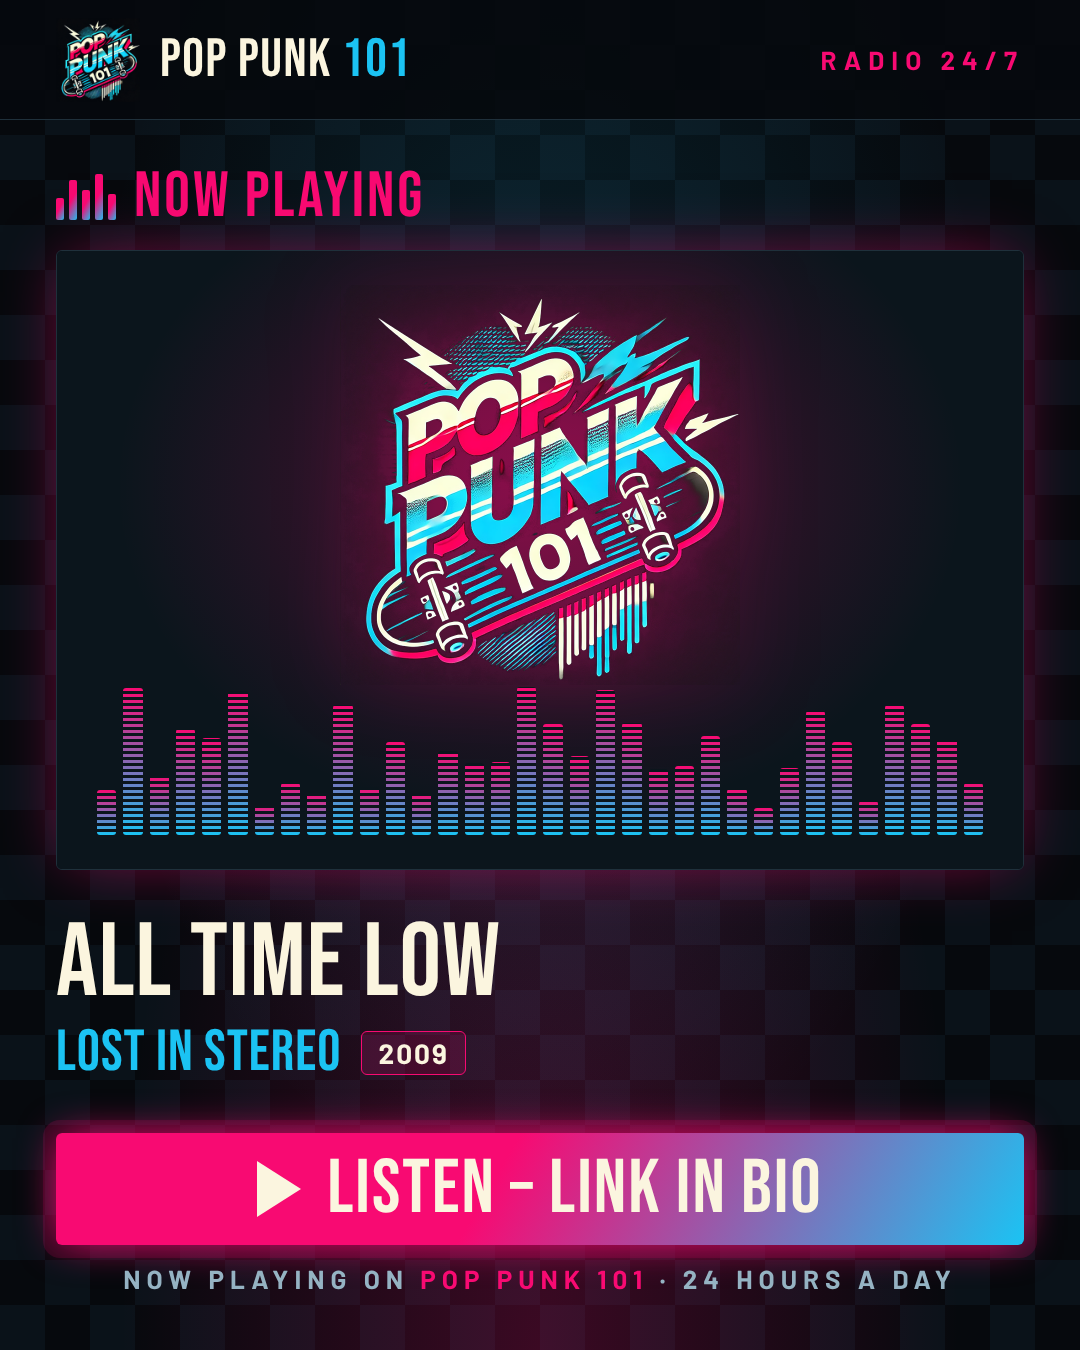 POP PUNK 101
POP PUNK 101
RADIO 24/7
NOW PLAYING
POP
PUNK
101
ALL TIME LOW
LOST IN STEREO 2009
LISTEN – LINK IN BIO
NOW PLAYING ON POP PUNK 101 · 24 HOURS A DAY